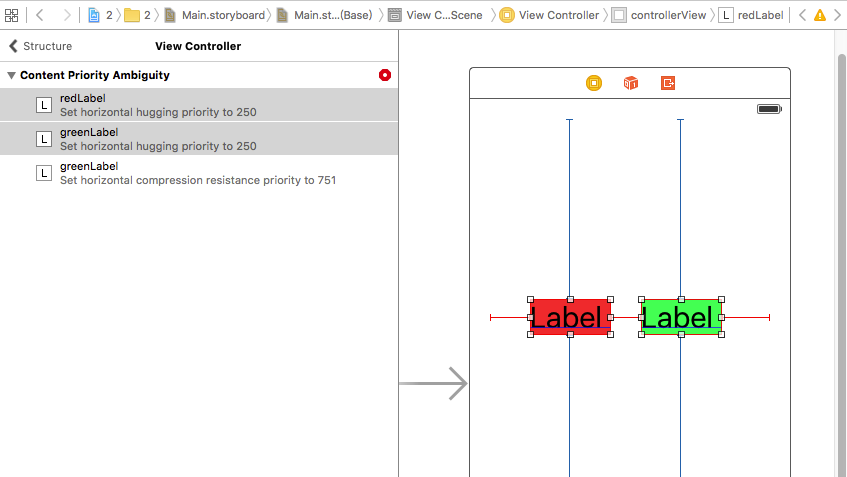 2 2 Main.storyboard Main.st...(Base) View C...Scene View Controller controllerView L redLabel
Structure View Controller
Content Priority Ambiguity
L redLabel
Set horizontal hugging priority to 250
L greenLabel
Set horizontal hugging priority to 250
L greenLabel
Set horizontal compression resistance priority to 751
Label Label